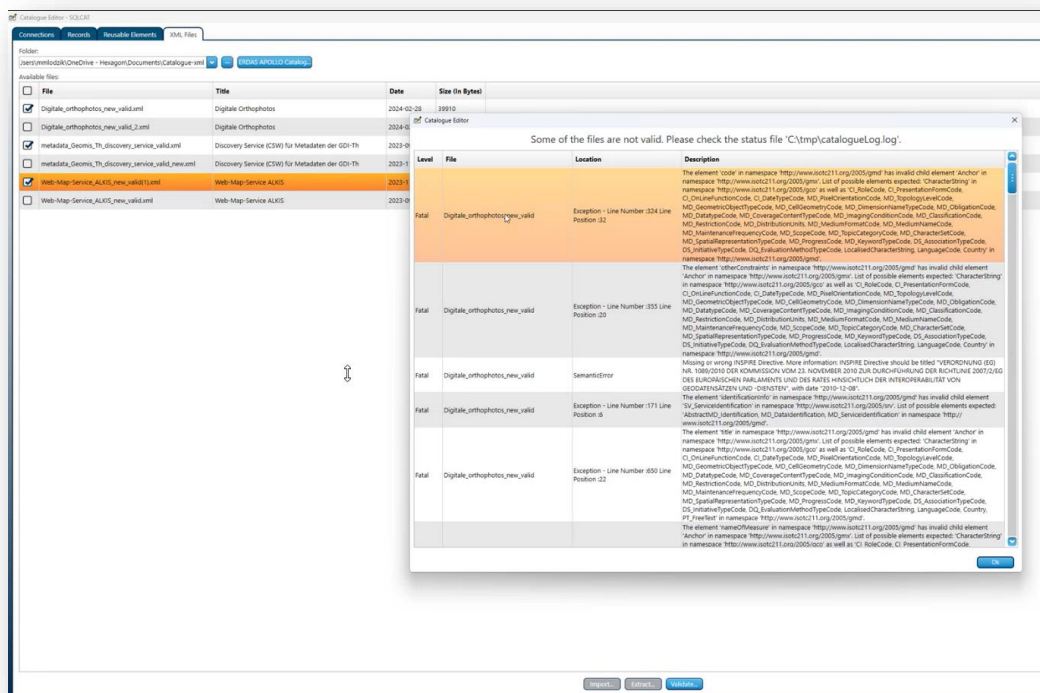 Catalogue Editor - SQLCAT
Connections Records Reusable Elements XML Files
Folder:
Jsers\mmlodzik\OneDrive - Hexagon\Documents\Catalogue-xml ... ERDAS APOLLO Catalog...
Available files:
File Title Date Size (In Bytes)
Digitale_orthophotos_new_valid.xml Digitale Orthophotos 2024-02-28 39910
Digitale_orthophotos_new_valid_2.xml Digitale Orthophotos 2024-0
metadata_Geomis_Th_discovery_service_valid.xml Discovery Service (CSW) für Metadaten der GDI-Th 2023-0
metadata_Geomis_Th_discovery_service_valid_new.xml Discovery Service (CSW) für Metadaten der GDI-Th 2023-1
Web-Map-Service_ALKIS_new_valid(1).xml Web-Map-Service ALKIS 2023-1
Web-Map-Service_ALKIS_new_valid.xml Web-Map-Service ALKIS 2023-0
Catalogue Editor
Some of the files are not valid. Please check the status file 'C:\tmp\catalogueLog.log'.
Level File Location Description
The element 'code' in namespace 'http://www.isotc211.org/2005/gmd' has invalid child element 'Anchor' in
namespace 'http://www.isotc211.org/2005/gmx'. List of possible elements expected: 'CharacterString' in
namespace 'http://www.isotc211.org/2005/gco' as well as 'CI_RoleCode, CI_PresentationFormCode,
CI_OnLineFunctionCode, CI_DateTypeCode, MD_PixelOrientationCode, MD_TopologyLevelCode,
MD_GeometricObjectTypeCode, MD_CellGeometryCode, MD_DimensionNameTypeCode, MD_ObligationCode,
Fatal Digitale_orthophotos_new_valid Exception - Line Number :324 Line Position :32 MD_DatatypeCode, MD_CoverageContentTypeCode, MD_ImagingConditionCode, MD_ClassificationCode,
MD_RestrictionCode, MD_DistributionUnits, MD_MediumFormatCode, MD_MediumNameCode,
MD_MaintenanceFrequencyCode, MD_ScopeCode, MD_TopicCategoryCode, MD_CharacterSetCode,
MD_SpatialRepresentationTypeCode, MD_ProgressCode, MD_KeywordTypeCode, DS_AssociationTypeCode,
DS_InitiativeTypeCode, DQ_EvaluationMethodTypeCode, LocalisedCharacterString, LanguageCode, Country' in
namespace 'http://www.isotc211.org/2005/gmd'.
The element 'otherConstraints' in namespace 'http://www.isotc211.org/2005/gmd' has invalid child element
'Anchor' in namespace 'http://www.isotc211.org/2005/gmx'. List of possible elements expected: 'CharacterString'
in namespace 'http://www.isotc211.org/2005/gco' as well as 'CI_RoleCode, CI_PresentationFormCode,
CI_OnLineFunctionCode, CI_DateTypeCode, MD_PixelOrientationCode, MD_TopologyLevelCode,
MD_GeometricObjectTypeCode, MD_CellGeometryCode, MD_DimensionNameTypeCode, MD_ObligationCode,
Fatal Digitale_orthophotos_new_valid Exception - Line Number :355 Line Position :20 MD_DatatypeCode, MD_CoverageContentTypeCode, MD_ImagingConditionCode, MD_ClassificationCode,
MD_RestrictionCode, MD_DistributionUnits, MD_MediumFormatCode, MD_MediumNameCode,
MD_MaintenanceFrequencyCode, MD_ScopeCode, MD_TopicCategoryCode, MD_CharacterSetCode,
MD_SpatialRepresentationTypeCode, MD_ProgressCode, MD_KeywordTypeCode, DS_AssociationTypeCode,
DS_InitiativeTypeCode, DQ_EvaluationMethodTypeCode, LocalisedCharacterString, LanguageCode, Country' in
namespace 'http://www.isotc211.org/2005/gmd'.
Missing or wrong INSPIRE Directive. More information: INSPIRE Directive should be titled "VERORDNUNG (EG)
Fatal Digitale_orthophotos_new_valid SemanticError NR. 1089/2010 DER KOMMISSION VOM 23. NOVEMBER 2010 ZUR DURCHFÜHRUNG DER RICHTLINIE 2007/2/EG
DES EUROPÄISCHEN PARLAMENTS UND DES RATES HINSICHTLICH DER INTEROPERABILITÄT VON
GEODATENSÄTZEN UND -DIENSTEN", with date "2010-12-08".
The element 'identificationInfo' in namespace 'http://www.isotc211.org/2005/gmd' has invalid child element
Fatal Digitale_orthophotos_new_valid Exception - Line Number :171 Line Position :6 'SV_ServiceIdentification' in namespace 'http://www.isotc211.org/2005/srv'. List of possible elements expected:
'AbstractMD_Identification, MD_DataIdentification, MD_ServiceIdentification' in namespace 'http://
www.isotc211.org/2005/gmd'.
The element 'title' in namespace 'http://www.isotc211.org/2005/gmd' has invalid child element 'Anchor' in
namespace 'http://www.isotc211.org/2005/gmx'. List of possible elements expected: 'CharacterString' in
namespace 'http://www.isotc211.org/2005/gco' as well as 'CI_RoleCode, CI_PresentationFormCode,
CI_OnLineFunctionCode, CI_DateTypeCode, MD_PixelOrientationCode, MD_TopologyLevelCode,
MD_GeometricObjectTypeCode, MD_CellGeometryCode, MD_DimensionNameTypeCode, MD_ObligationCode,
Fatal Digitale_orthophotos_new_valid Exception - Line Number :650 Line Position :22 MD_DatatypeCode, MD_CoverageContentTypeCode, MD_ImagingConditionCode, MD_ClassificationCode,
MD_RestrictionCode, MD_DistributionUnits, MD_MediumFormatCode, MD_MediumNameCode,
MD_MaintenanceFrequencyCode, MD_ScopeCode, MD_TopicCategoryCode, MD_CharacterSetCode,
MD_SpatialRepresentationTypeCode, MD_ProgressCode, MD_KeywordTypeCode, DS_AssociationTypeCode,
DS_InitiativeTypeCode, DQ_EvaluationMethodTypeCode, LocalisedCharacterString, LanguageCode, Country,
PT_FreeText' in namespace 'http://www.isotc211.org/2005/gmd'.
The element 'nameOfMeasure' in namespace 'http://www.isotc211.org/2005/gmd' has invalid child element
'Anchor' in namespace 'http://www.isotc211.org/2005/gmx'. List of possible elements expected: 'CharacterString'
in namespace 'http://www.isotc211.org/2005/gco' as well as 'CI_RoleCode, CI_PresentationFormCode,
Ok
Import... Extract... Validate...